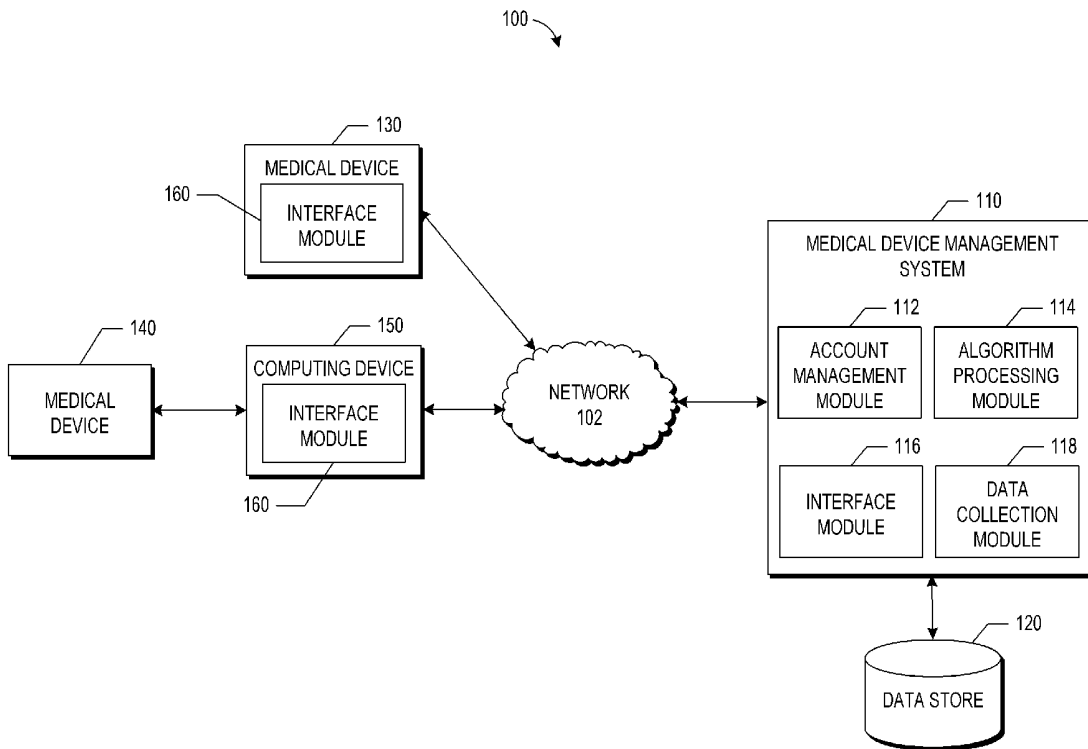 100
130
MEDICAL DEVICE
160
INTERFACE
MODULE
110
MEDICAL DEVICE MANAGEMENT
SYSTEM
112
114
ACCOUNT
MANAGEMENT
MODULE
ALGORITHM
PROCESSING
MODULE
140
MEDICAL
DEVICE
150
COMPUTING DEVICE
INTERFACE
MODULE
160
NETWORK
102
116
118
INTERFACE
MODULE
DATA
COLLECTION
MODULE
120
DATA STORE